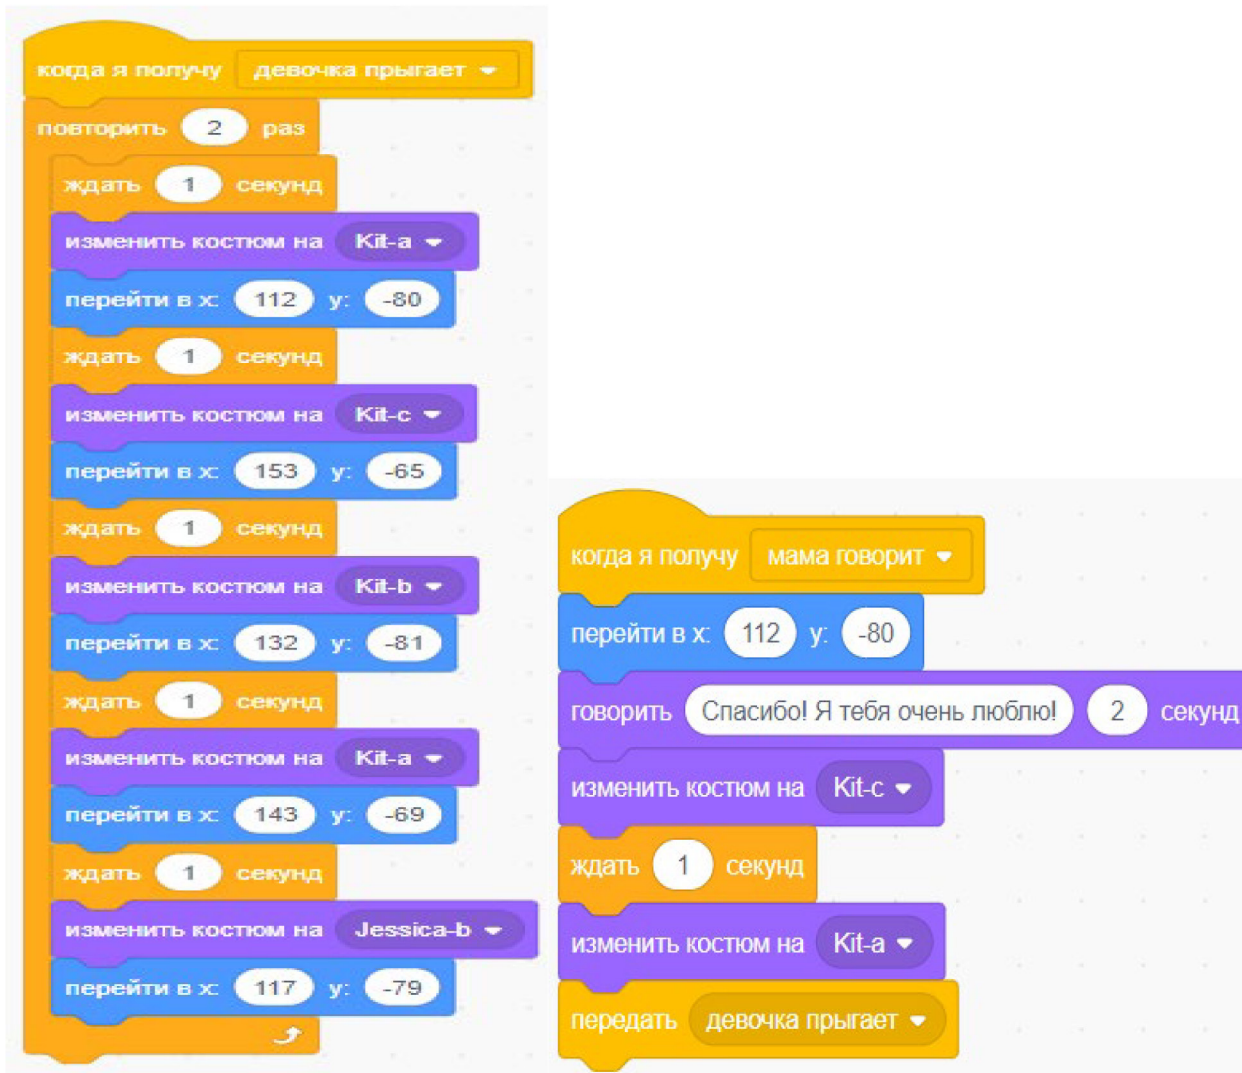 когда я получу девочка прыгает
повторить 2 раз
ждать 1 секунд
изменить костюм на Kit-a
перейти в x: 112 y: -80
ждать 1 секунд
изменить костюм на Kit-c
перейти в x: 153 y: -65
ждать 1 секунд
изменить костюм на Kit-b
перейти в x: 132 y: -81
ждать 1 секунд
изменить костюм на Kit-a
перейти в x: 143 y: -69
ждать 1 секунд
изменить костюм на Jessica-b
перейти в x: 117 y: -79
когда я получу мама говорит
перейти в x: 112 y: -80
говорить Спасибо! Я тебя очень люблю! 2 секунд
изменить костюм на Kit-c
ждать 1 секунд
изменить костюм на Kit-a
передать девочка прыгает